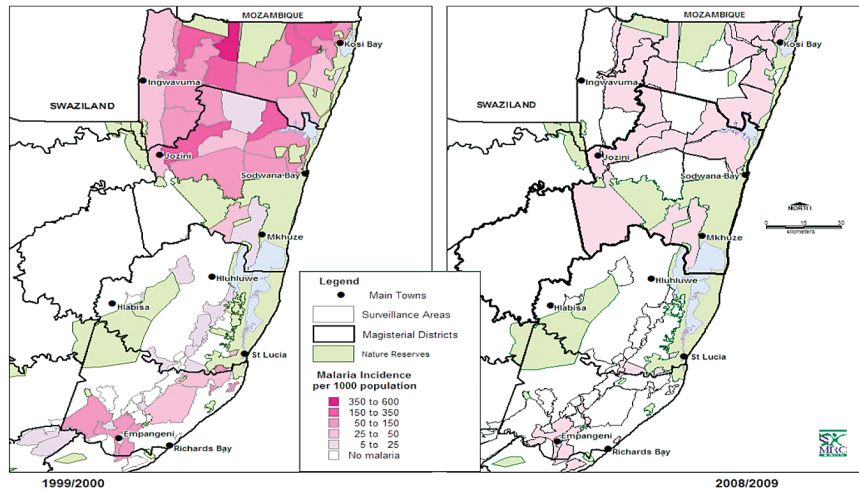 MOZAMBIQUE
Kosi Bay
Ingwavuma
SWAZILAND
Jozini
Sodwana Bay
Mkhuze
Hluhluwe
Hlabisa
St Lucia
Empangeni
Richards Bay
1999/2000
Legend
Main Towns
Surveillance Areas
Magisterial Districts
Nature Reserves
Malaria Incidence
per 1000 population
350 to 600
150 to 350
50 to 150
25 to 50
5 to 25
No malaria
MOZAMBIQUE
Kosi Bay
Ingwavuma
SWAZILAND
Jozini
Sodwana Bay
NORTH
0 15 30
kilometers
Mkhuze
Hluhluwe
Hlabisa
St Lucia
Empangeni
Richards Bay
MRC
2008/2009